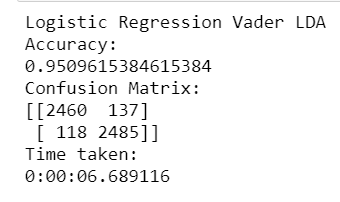 Logistic Regression Vader LDA
Accuracy:
0.9509615384615384
Confusion Matrix:
[[2460  137]
 [ 118 2485]]
Time taken:
0:00:06.689116